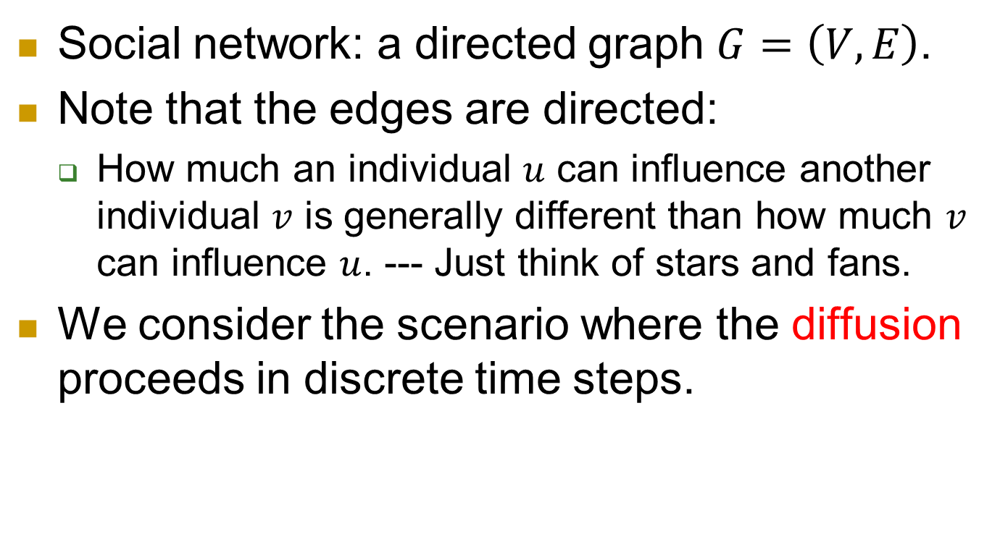 Social network: a directed graph G = (V, E).
Note that the edges are directed:
How much an individual u can influence another
individual v is generally different than how much v
can influence u. --- Just think of stars and fans.
We consider the scenario where the diffusion
proceeds in discrete time steps.